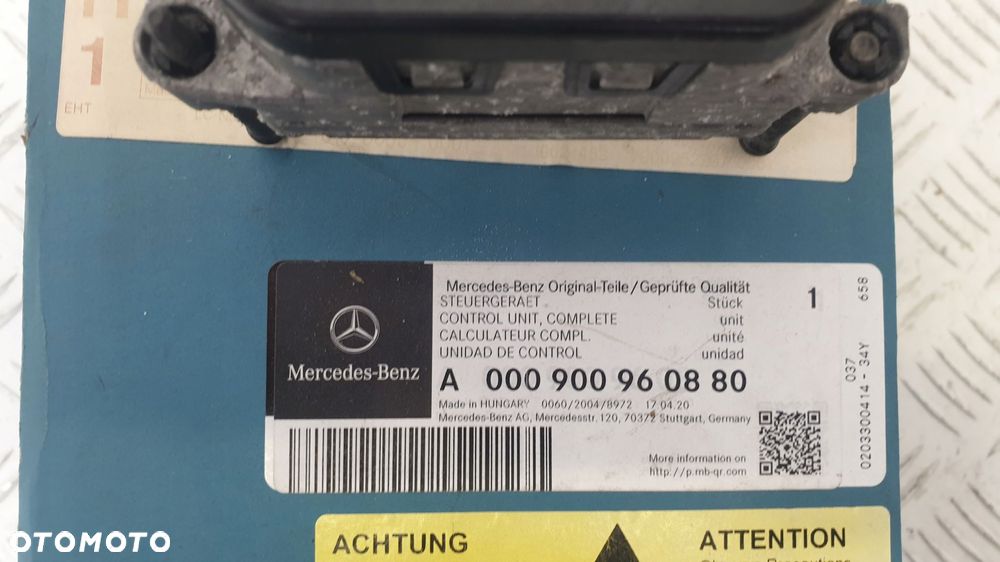 1
EHT
Mercedes-Benz
Mercedes-Benz Original-Teile/Geprüfte Qualität
STEUERGERAET Stück 1
CONTROL UNIT, COMPLETE unit
CALCULATEUR COMPL. unité
UNIDAD DE CONTROL unidad
A 000 900 96 08 80
Made in HUNGARY 0060/2004/8972 17.04.20
Mercedes-Benz AG, Mercedesstr. 120, 70372 Stuttgart, Germany
More information on
http://p.mb-qr.com
658
037
0203300414 - 34Y
ACHTUNG
ATTENTION
OTOMOTO